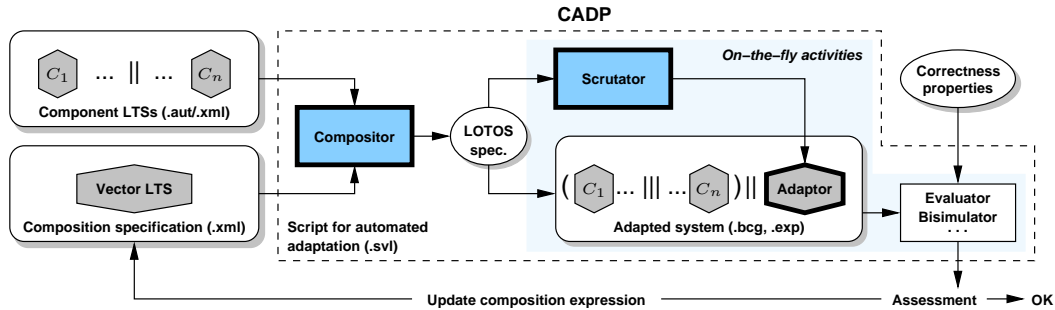 CADP
C1 ... || ... Cn
Component LTSs (.aut/.xml)
Vector LTS
Composition specification (.xml)
Compositor
Script for automated
adaptation (.svl)
LOTOS
spec.
On–the–fly activities
Scrutator
( C1 ... ||| ... Cn ) || Adaptor
Adapted system (.bcg, .exp)
Correctness
properties
Evaluator
Bisimulator
. . .
Update composition expression
Assessment
OK